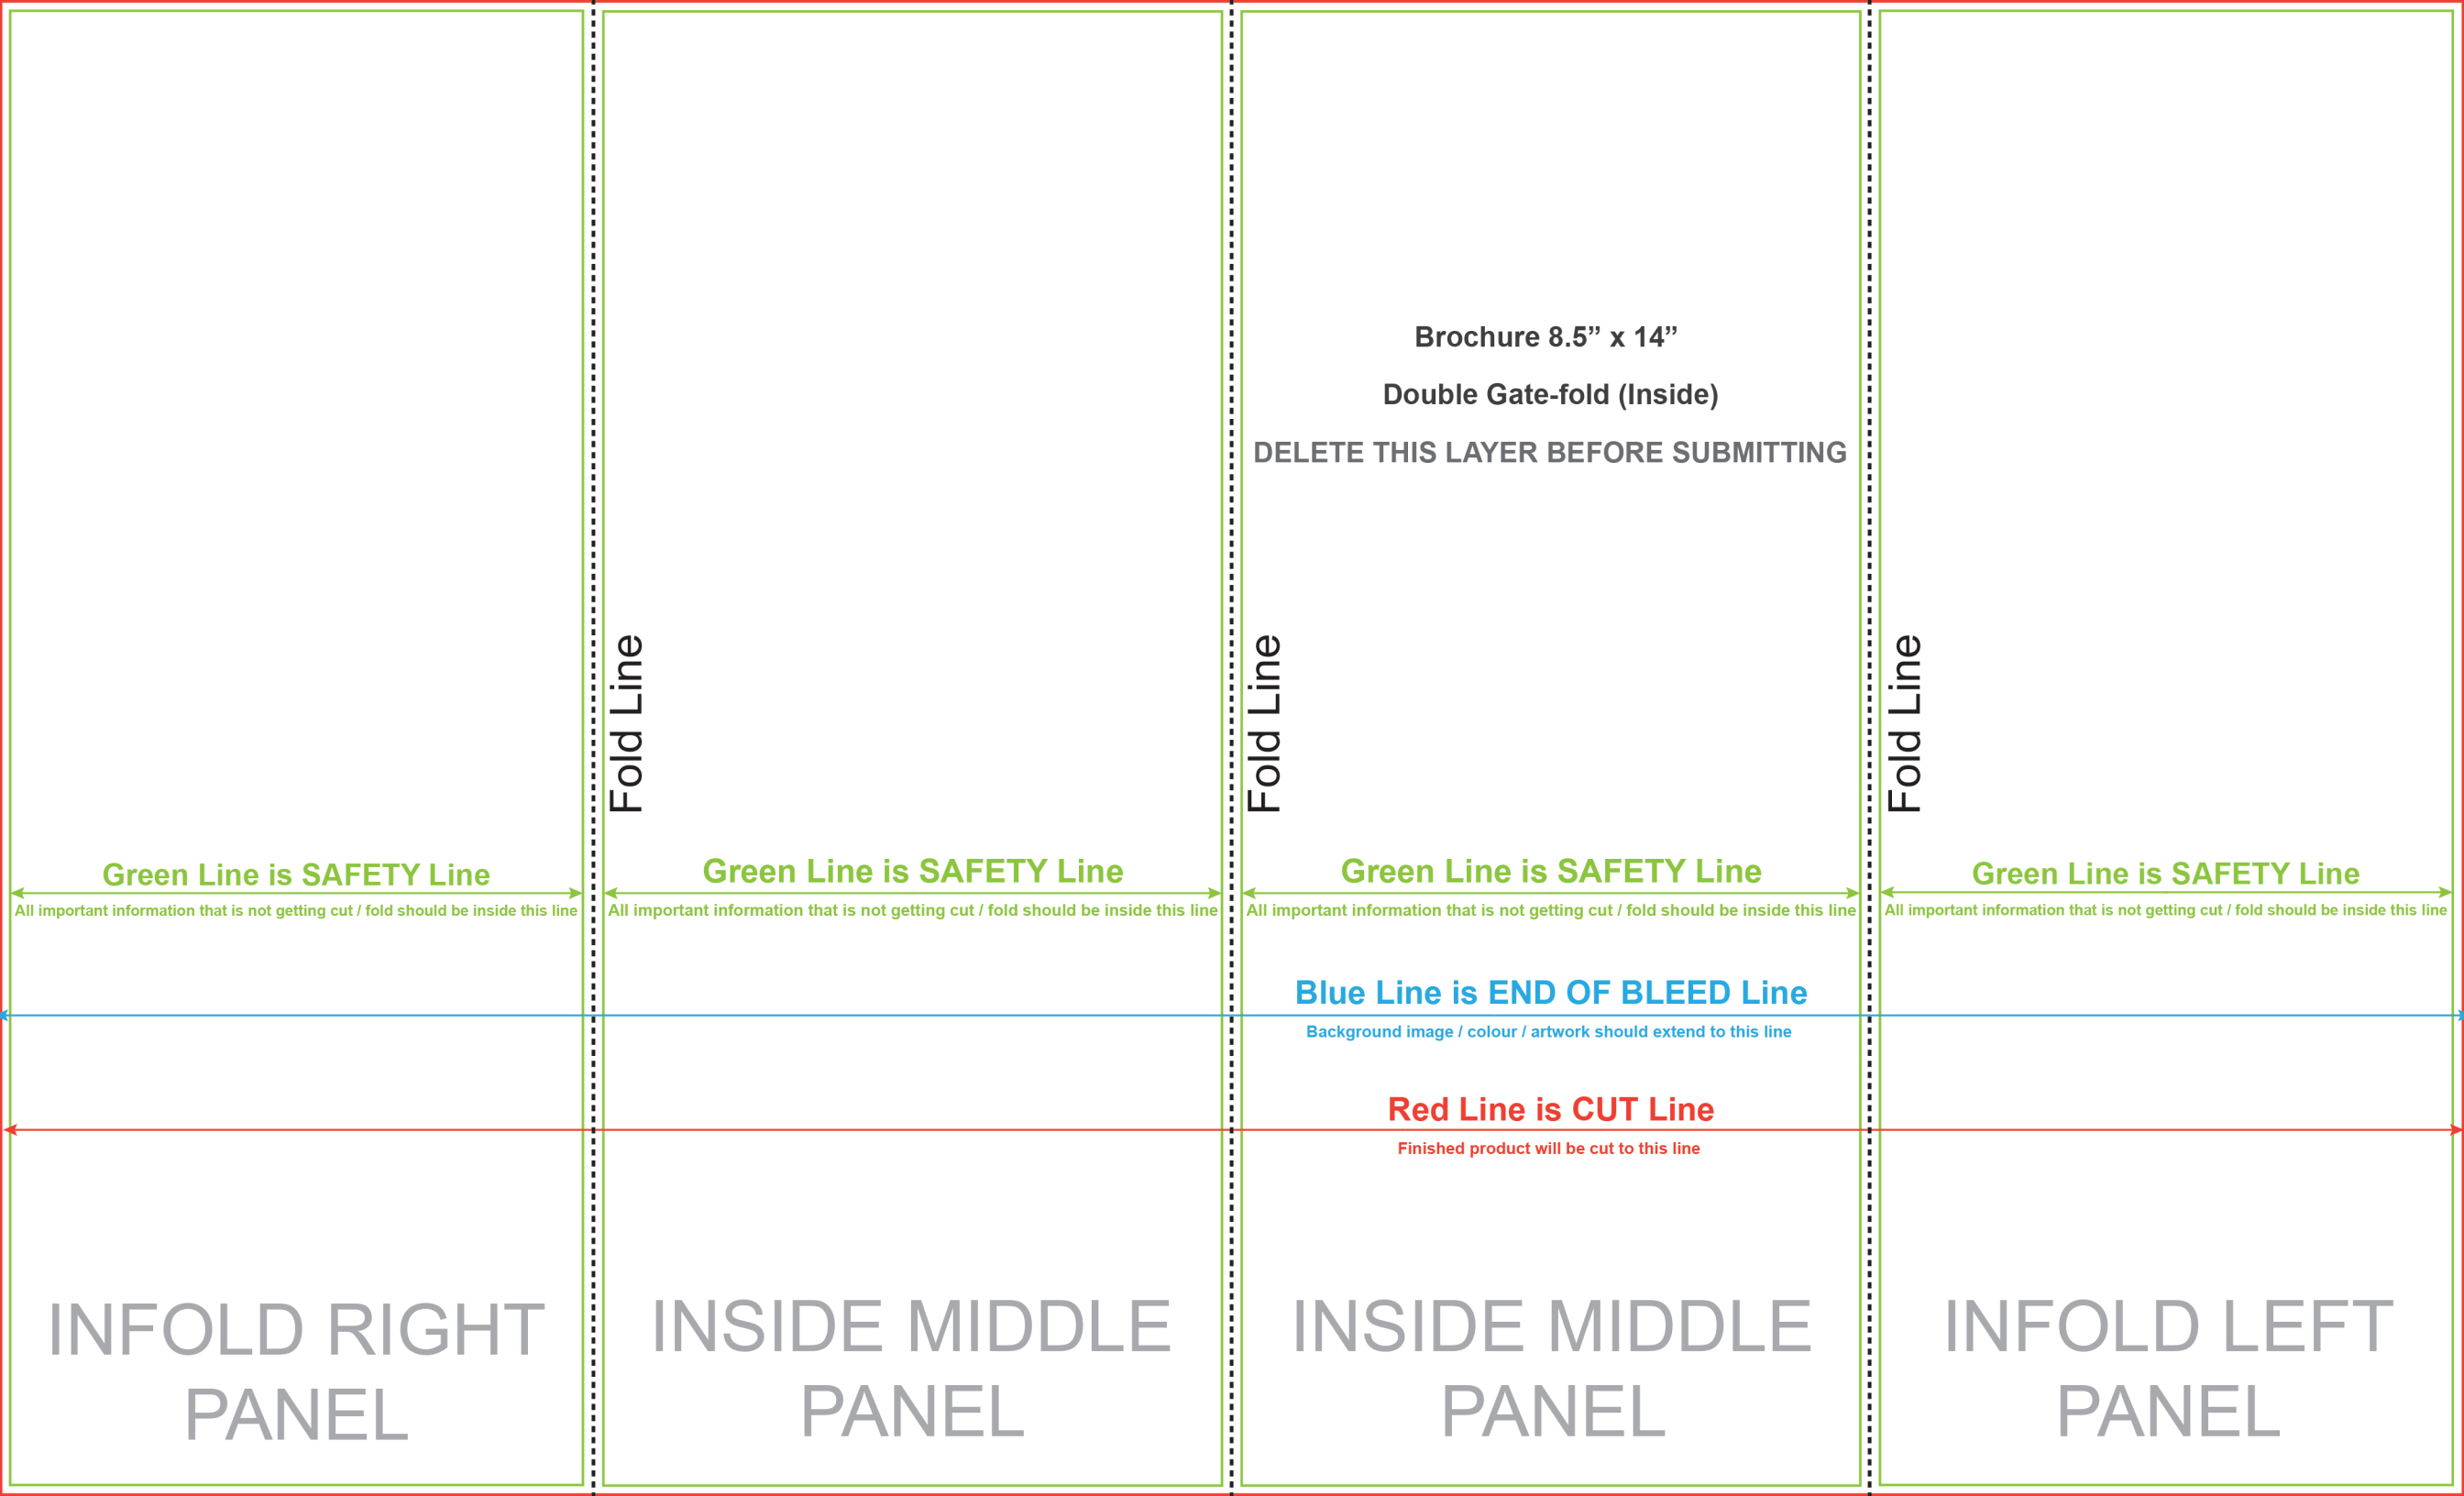 Brochure 8.5” x 14”
Double Gate-fold (Inside)
DELETE THIS LAYER BEFORE SUBMITTING
Fold Line
Fold Line
Fold Line
Green Line is SAFETY Line
All important information that is not getting cut / fold should be inside this line
Green Line is SAFETY Line
All important information that is not getting cut / fold should be inside this line
Green Line is SAFETY Line
All important information that is not getting cut / fold should be inside this line
Green Line is SAFETY Line
All important information that is not getting cut / fold should be inside this line
Blue Line is END OF BLEED Line
Background image / colour / artwork should extend to this line
Red Line is CUT Line
Finished product will be cut to this line
INFOLD RIGHT
PANEL
INSIDE MIDDLE
PANEL
INSIDE MIDDLE
PANEL
INFOLD LEFT
PANEL